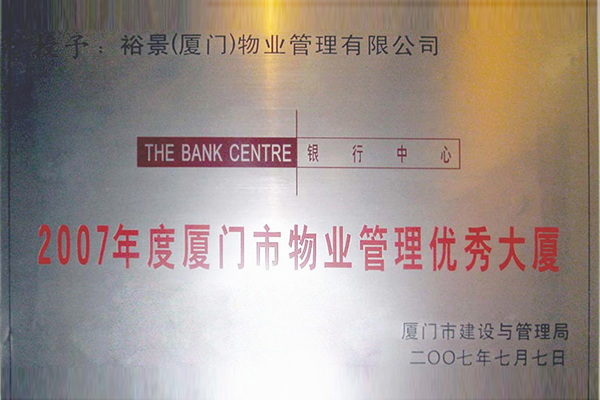 授予：裕景(厦门)物业管理有限公司
THE BANK CENTRE 银行中心
2007年度厦门市物业管理优秀大厦
厦门市建设与管理局
二〇〇七年七月七日